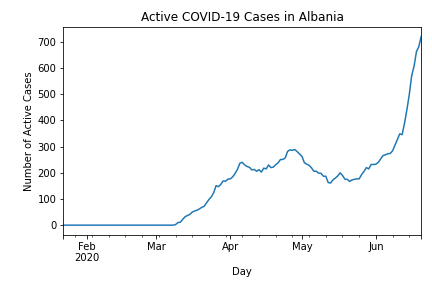 Active COVID-19 Cases in Albania
Number of Active Cases
700
600
500
400
300
200
100
0
Feb
2020
Mar
Apr
May
Jun
Day